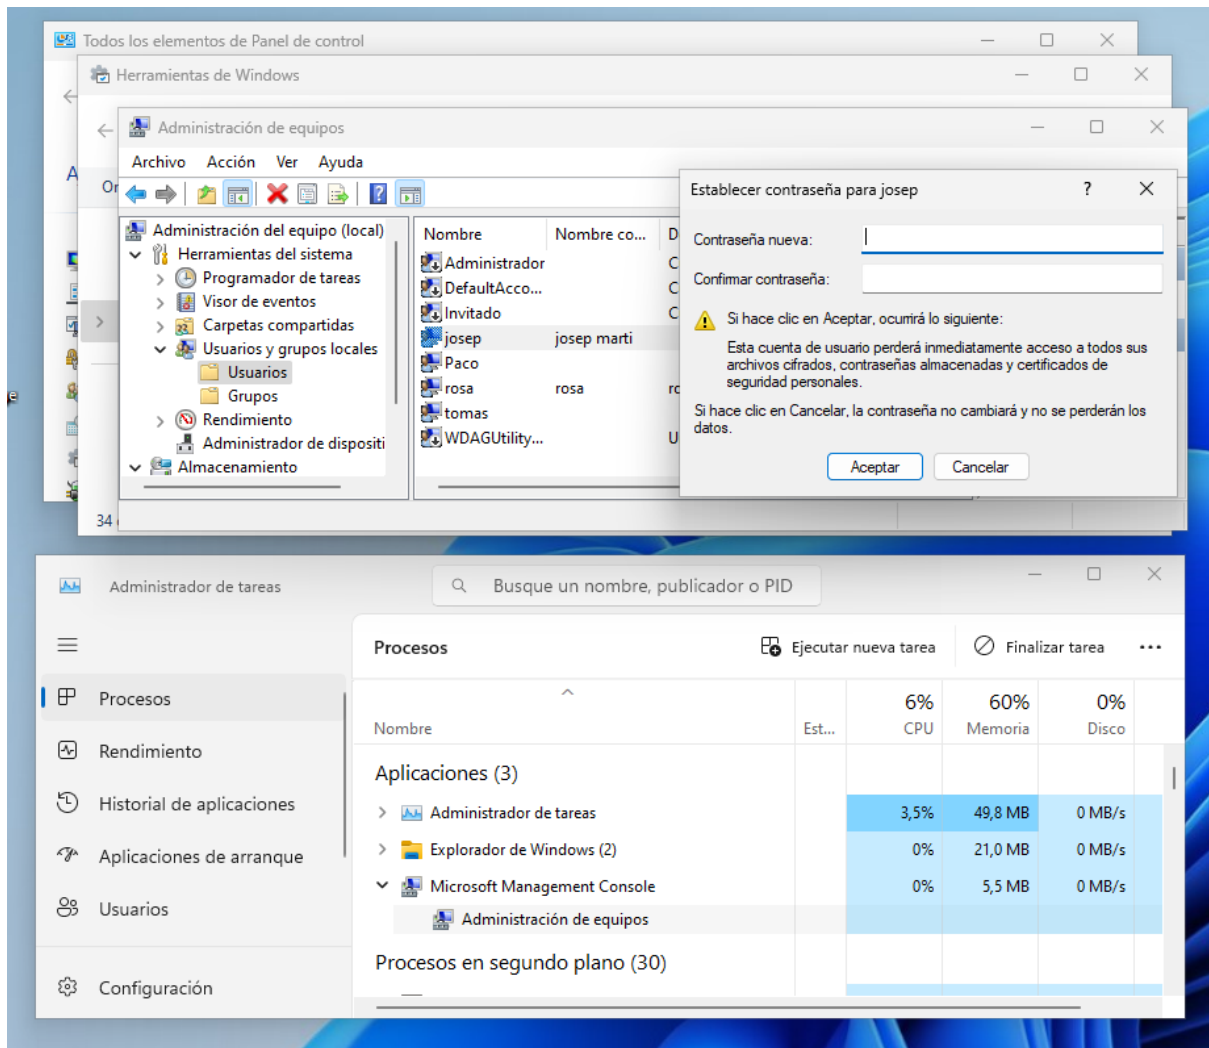 Todos los elementos de Panel de control
Herramientas de Windows
Administración de equipos
Archivo Acción Ver Ayuda
Administración del equipo (local)
Herramientas del sistema
Programador de tareas
Visor de eventos
Carpetas compartidas
Usuarios y grupos locales
Usuarios
Grupos
Rendimiento
Administrador de dispositi
Almacenamiento
Nombre Nombre co... D
Administrador C
DefaultAcco... C
Invitado C
josep josep marti
Paco
rosa rosa
tomas
WDAGUtility... U
34
Establecer contraseña para josep ?
Contraseña nueva:
Confirmar contraseña:
Si hace clic en Aceptar, ocurrirá lo siguiente:
Esta cuenta de usuario perderá inmediatamente acceso a todos sus
archivos cifrados, contraseñas almacenadas y certificados de
seguridad personales.
Si hace clic en Cancelar, la contraseña no cambiará y no se perderán los
datos.
Aceptar Cancelar
Administrador de tareas
Busque un nombre, publicador o PID
Procesos
Rendimiento
Historial de aplicaciones
Aplicaciones de arranque
Usuarios
Configuración
Procesos Ejecutar nueva tarea Finalizar tarea
6% 60% 0%
Nombre Est... CPU Memoria Disco
Aplicaciones (3)
Administrador de tareas 3,5% 49,8 MB 0 MB/s
Explorador de Windows (2) 0% 21,0 MB 0 MB/s
Microsoft Management Console 0% 5,5 MB 0 MB/s
Administración de equipos
Procesos en segundo plano (30)